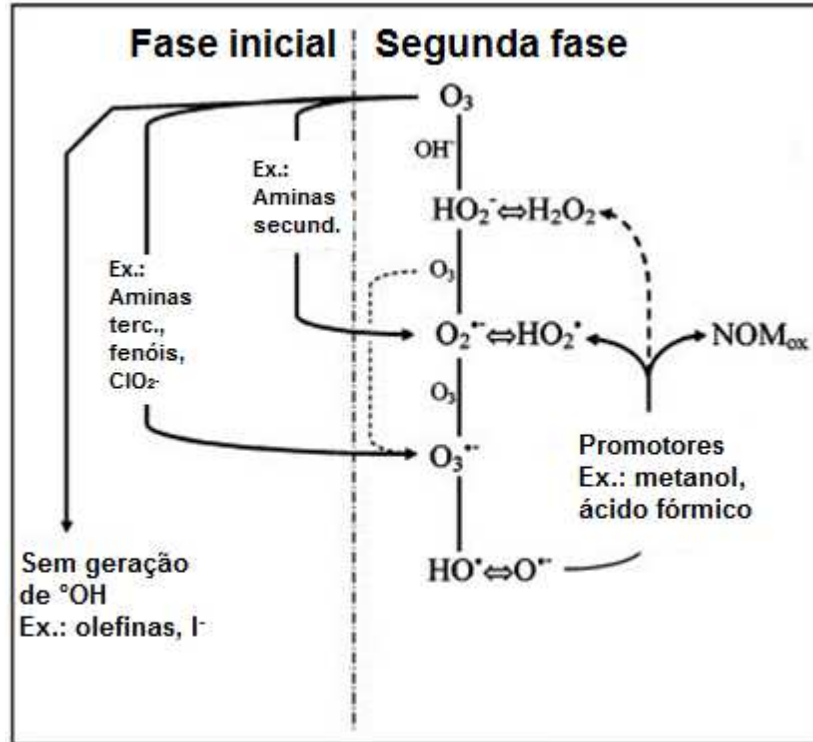 Fase inicial
Segunda fase
O₃
OH⁻
Ex.:
Aminas
secund.
HO₂⁻⇔H₂O₂
Ex.:
Aminas
terc.,
fenóis,
ClO₂-
O₃
O₂•⁻⇔HO₂•
NOMox
O₃
O₃•⁻
Promotores
Ex.: metanol,
ácido fórmico
HO•⇔O•⁻
Sem geração
de °OH
Ex.: olefinas, I⁻